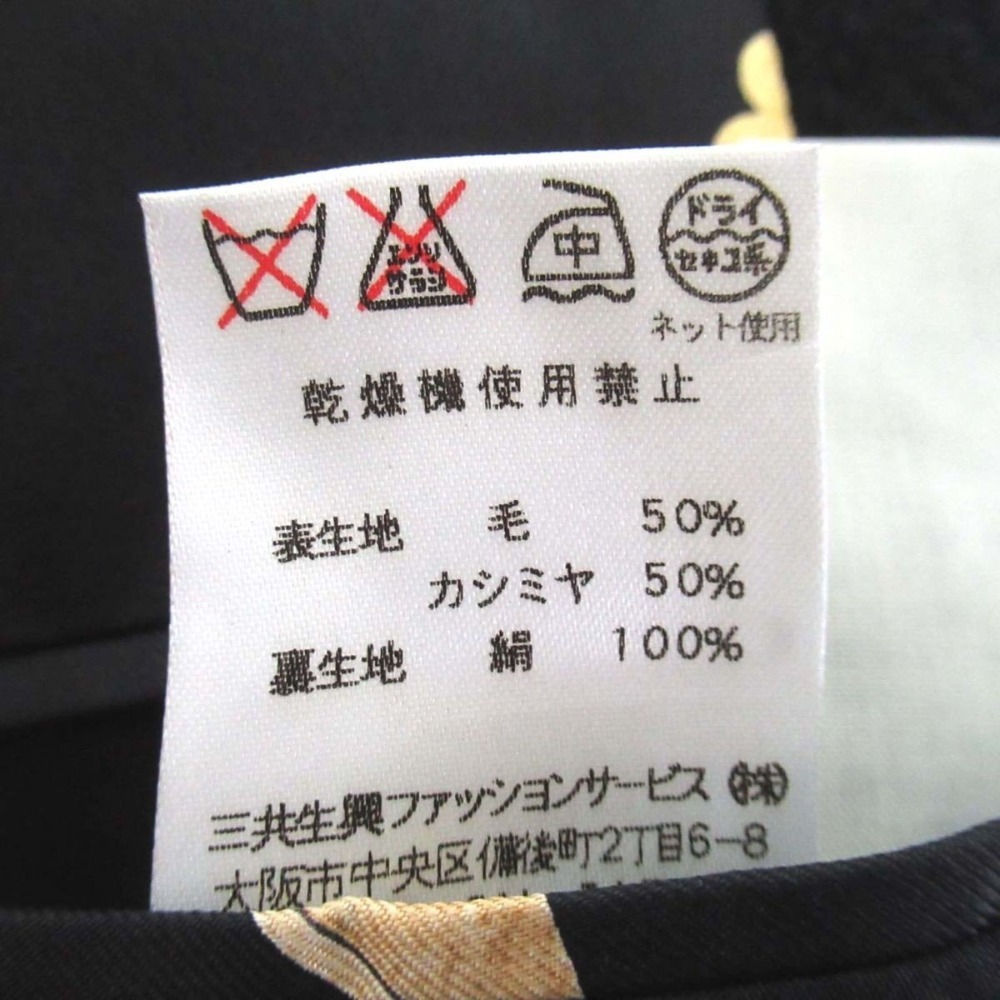 エンソ
サラシ
中
ドライ
セキユ系
ネット使用
乾燥機使用禁止
表生地 毛 50%
カシミヤ 50%
裏生地 絹 100%
三共生興ファッションサービス ㈱
大阪市中央区備後町2丁目6-8